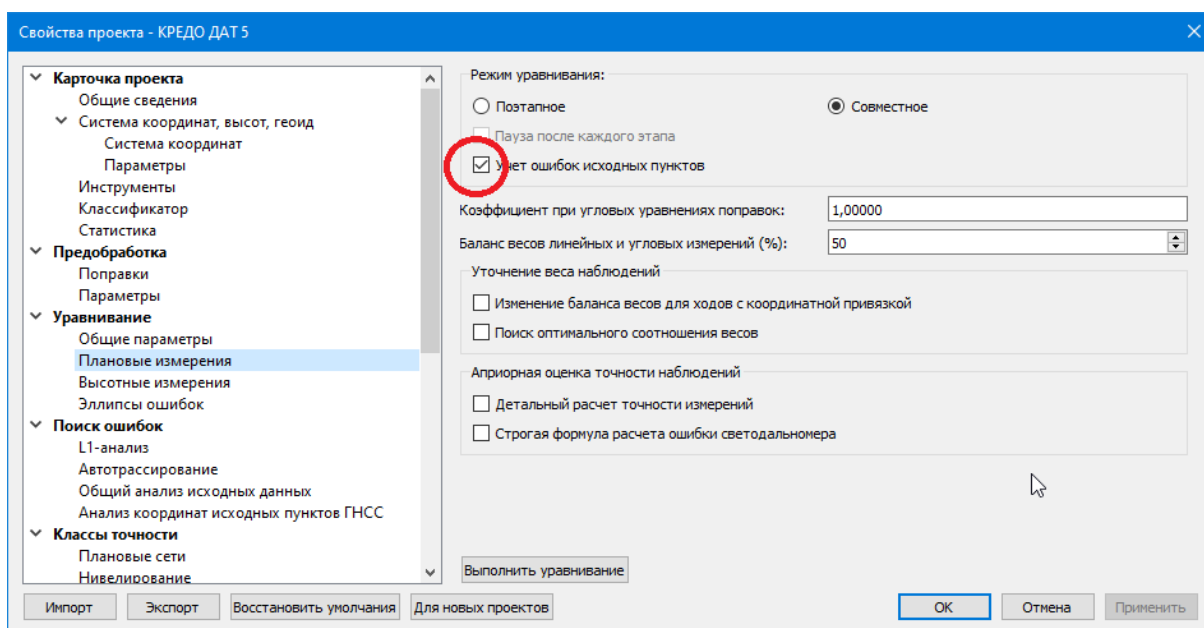 Свойства проекта - КРЕДО ДАТ 5
Карточка проекта
Общие сведения
Система координат, высот, геоид
Система координат
Параметры
Инструменты
Классификатор
Статистика
Предобработка
Поправки
Параметры
Уравнивание
Общие параметры
Плановые измерения
Высотные измерения
Эллипсы ошибок
Поиск ошибок
L1-анализ
Автотрассирование
Общий анализ исходных данных
Анализ координат исходных пунктов ГНСС
Классы точности
Плановые сети
Нивелирование
Режим уравнивания:
Поэтапное
Совместное
Пауза после каждого этапа
Учет ошибок исходных пунктов
Коэффициент при угловых уравнениях поправок:
1,00000
Баланс весов линейных и угловых измерений (%):
50
Уточнение веса наблюдений
Изменение баланса весов для ходов с координатной привязкой
Поиск оптимального соотношения весов
Априорная оценка точности наблюдений
Детальный расчет точности измерений
Строгая формула расчета ошибки светодальномера
Выполнить уравнивание
Импорт
Экспорт
Восстановить умолчания
Для новых проектов
OK
Отмена
Применить